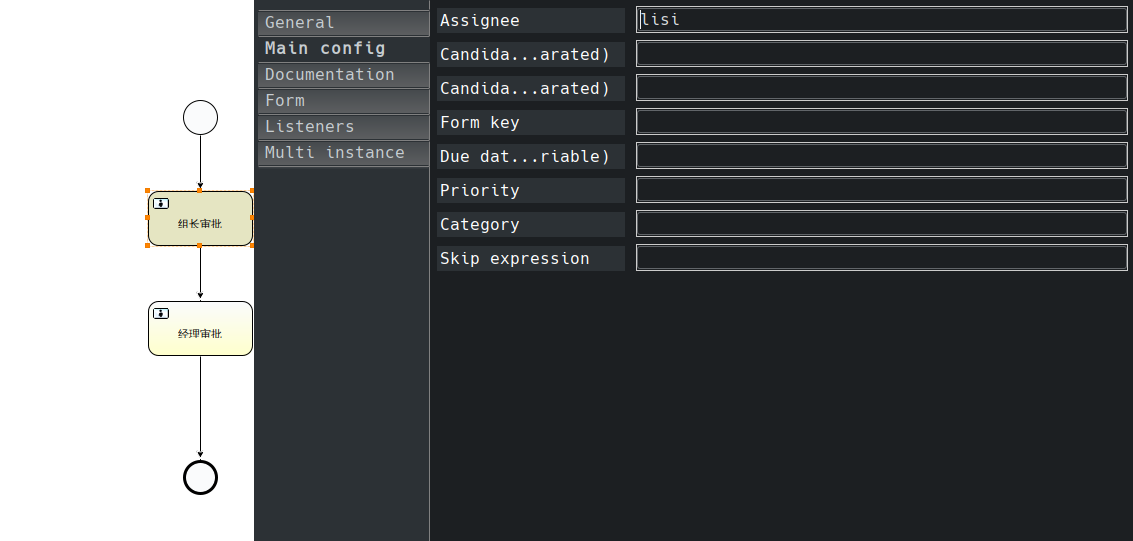 General
Main config
Documentation
Form
Listeners
Multi instance
Assignee
lisi
Candida...arated)
Candida...arated)
Form key
Due dat...riable)
Priority
Category
Skip expression
组长审批
经理审批